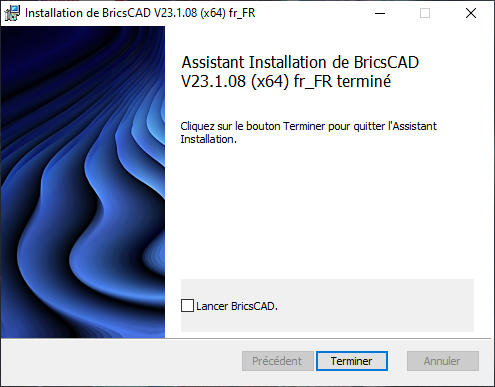 Installation de BricsCAD V23.1.08 (x64) fr_FR
Assistant Installation de BricsCAD
V23.1.08 (x64) fr_FR terminé
Cliquez sur le bouton Terminer pour quitter l'Assistant
Installation.
Lancer BricsCAD.
Précédent
Terminer
Annuler